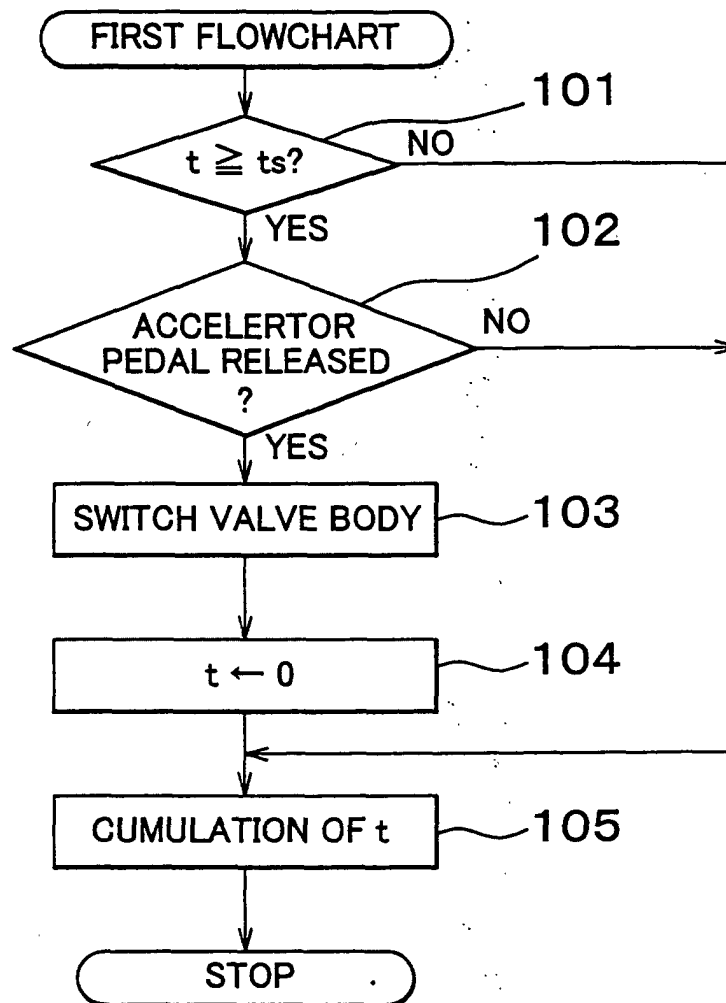 FIRST FLOWCHART
101
t ≧ ts?
NO
YES
102
ACCELERTOR
PEDAL RELEASED
?
NO
YES
SWITCH VALVE BODY
103
t ← 0
104
CUMULATION OF t
105
STOP